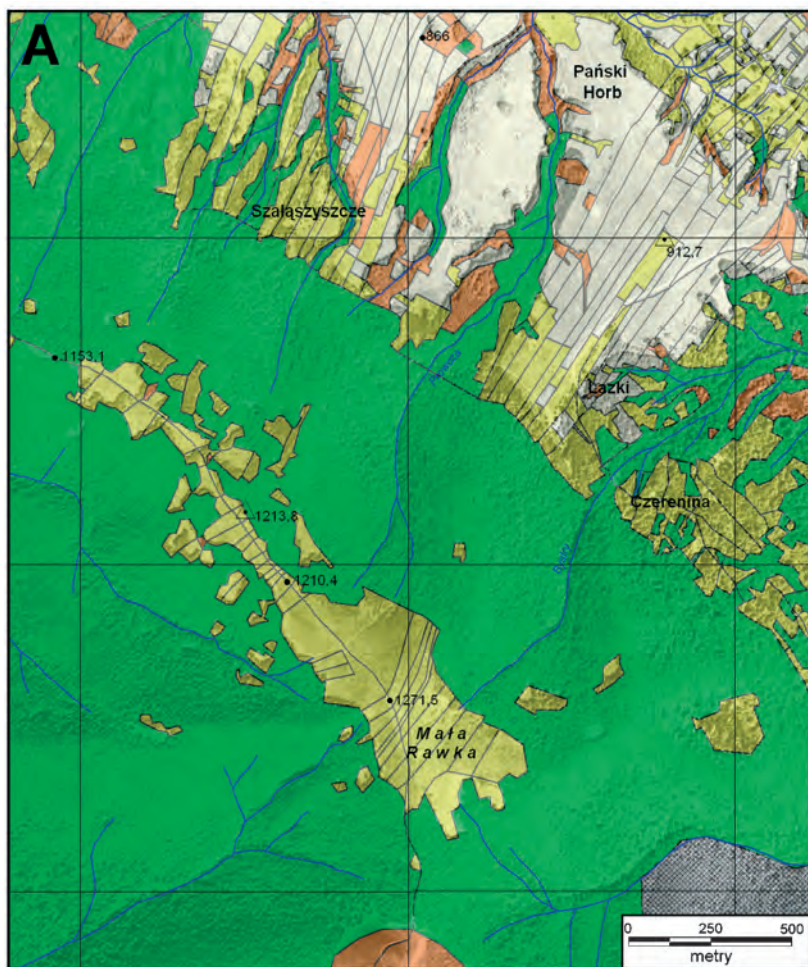 A
866
Pański
Horb
Szałąszyszcze
912,7
1153,1
Łazki
Czerenina
1213,8
1210,4
1271,5
Mała
Rawka
0 250 500
metry